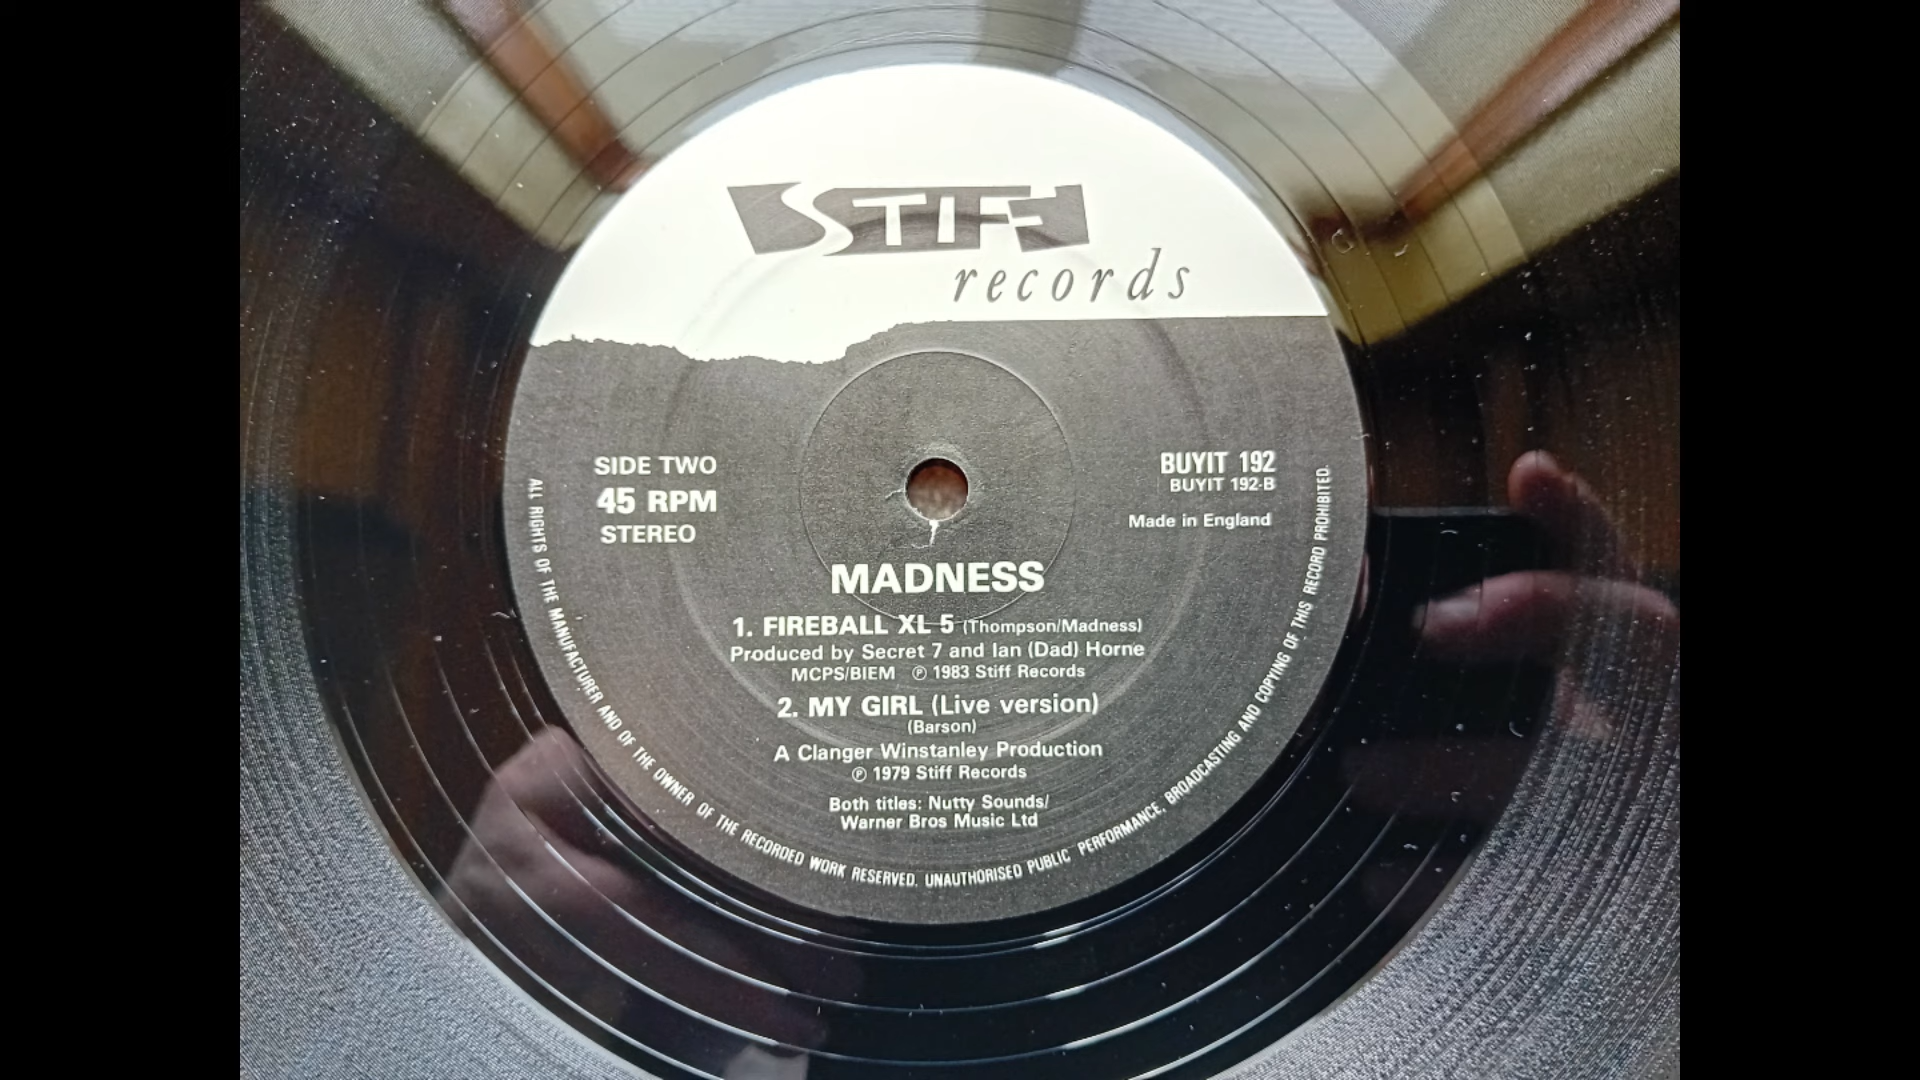 STIFF
records
SIDE TWO
45 RPM
STEREO
BUYIT 192
BUYIT 192-B
Made in England
MADNESS
1. FIREBALL XL 5 (Thompson/Madness)
Produced by Secret 7 and Ian (Dad) Horne
MCPS/BIEM ℗ 1983 Stiff Records
2. MY GIRL (Live version)
(Barson)
A Clanger Winstanley Production
℗ 1979 Stiff Records
Both titles: Nutty Sounds/
Warner Bros Music Ltd
ALL RIGHTS OF THE MANUFACTURER AND OF THE OWNER OF THE RECORDED WORK RESERVED. UNAUTHORISED PUBLIC PERFORMANCE, BROADCASTING AND COPYING OF THIS RECORD PROHIBITED.